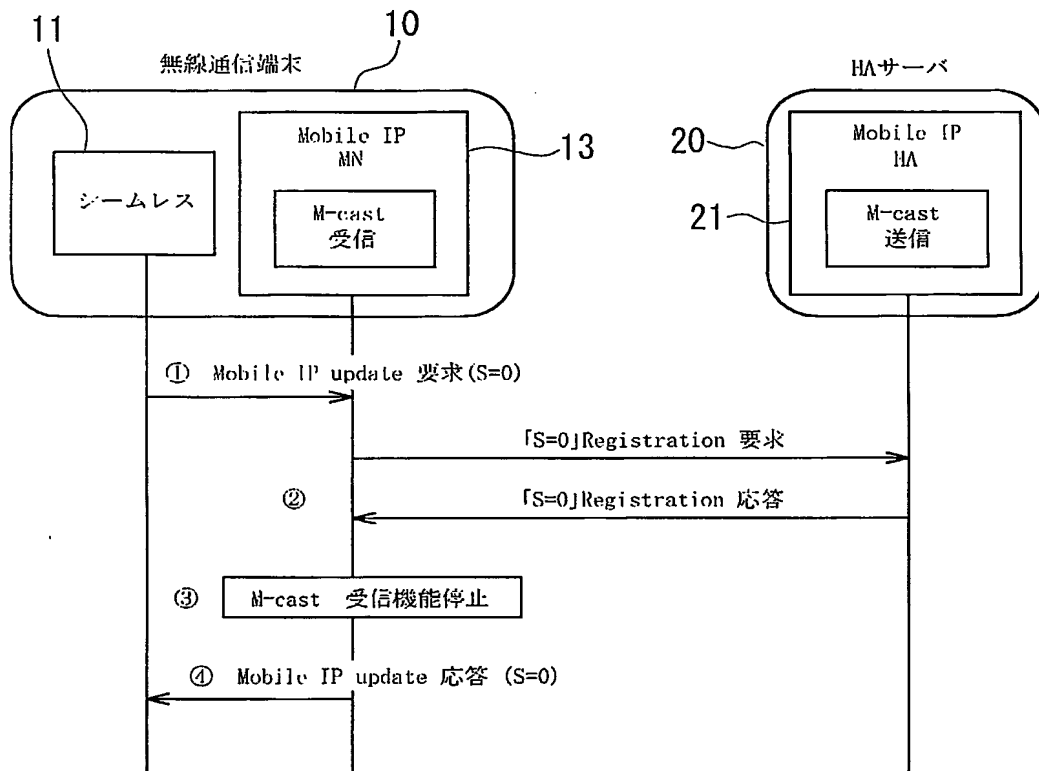 11
10
無線通信端末
HAサーバ
Mobile IP
MN
13
シームレス
M-cast
受信
20
Mobile IP
HA
21
M-cast
送信
① Mobile IP update 要求(S=0)
「S=0」Registration 要求
②
「S=0」Registration 応答
③
M-cast 受信機能停止
④ Mobile IP update 応答 (S=0)